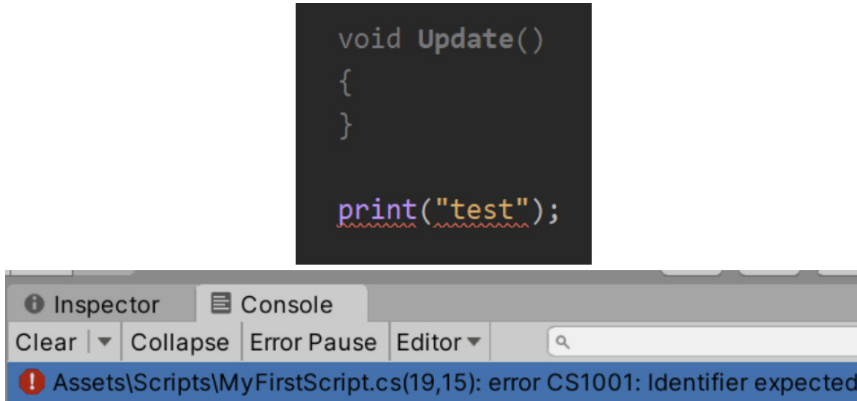 void Update()
{
}
print("test");
Inspector Console
Clear Collapse Error Pause Editor
Assets\Scripts\MyFirstScript.cs(19,15): error CS1001: Identifier expected